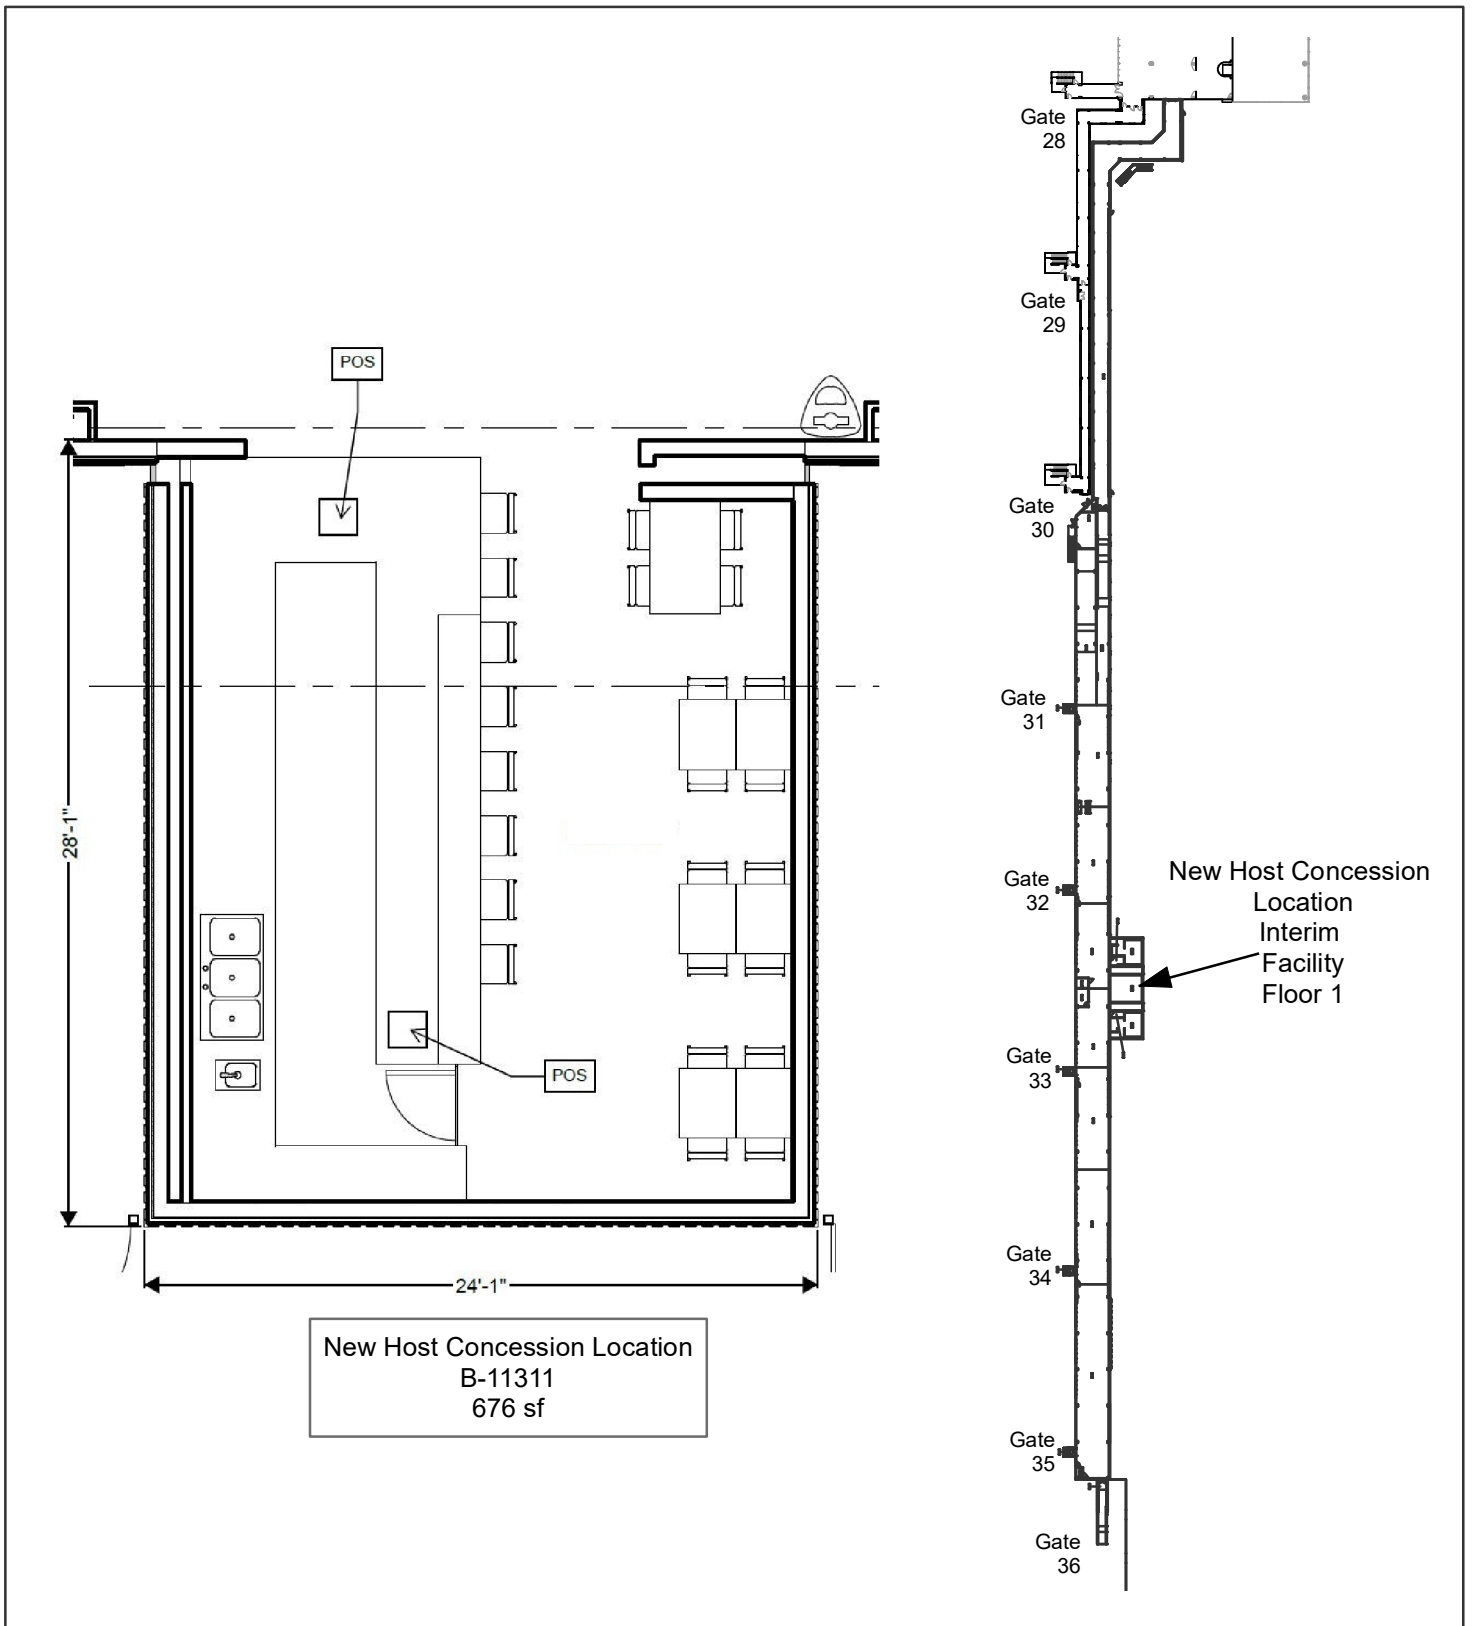 POS
28'-1"
POS
24'-1"
New Host Concession Location
B-11311
676 sf
Gate
28
Gate
29
Gate
30
Gate
31
Gate
32
New Host Concession
Location
Interim
Facility
Floor 1
Gate
33
Gate
34
Gate
35
Gate
36